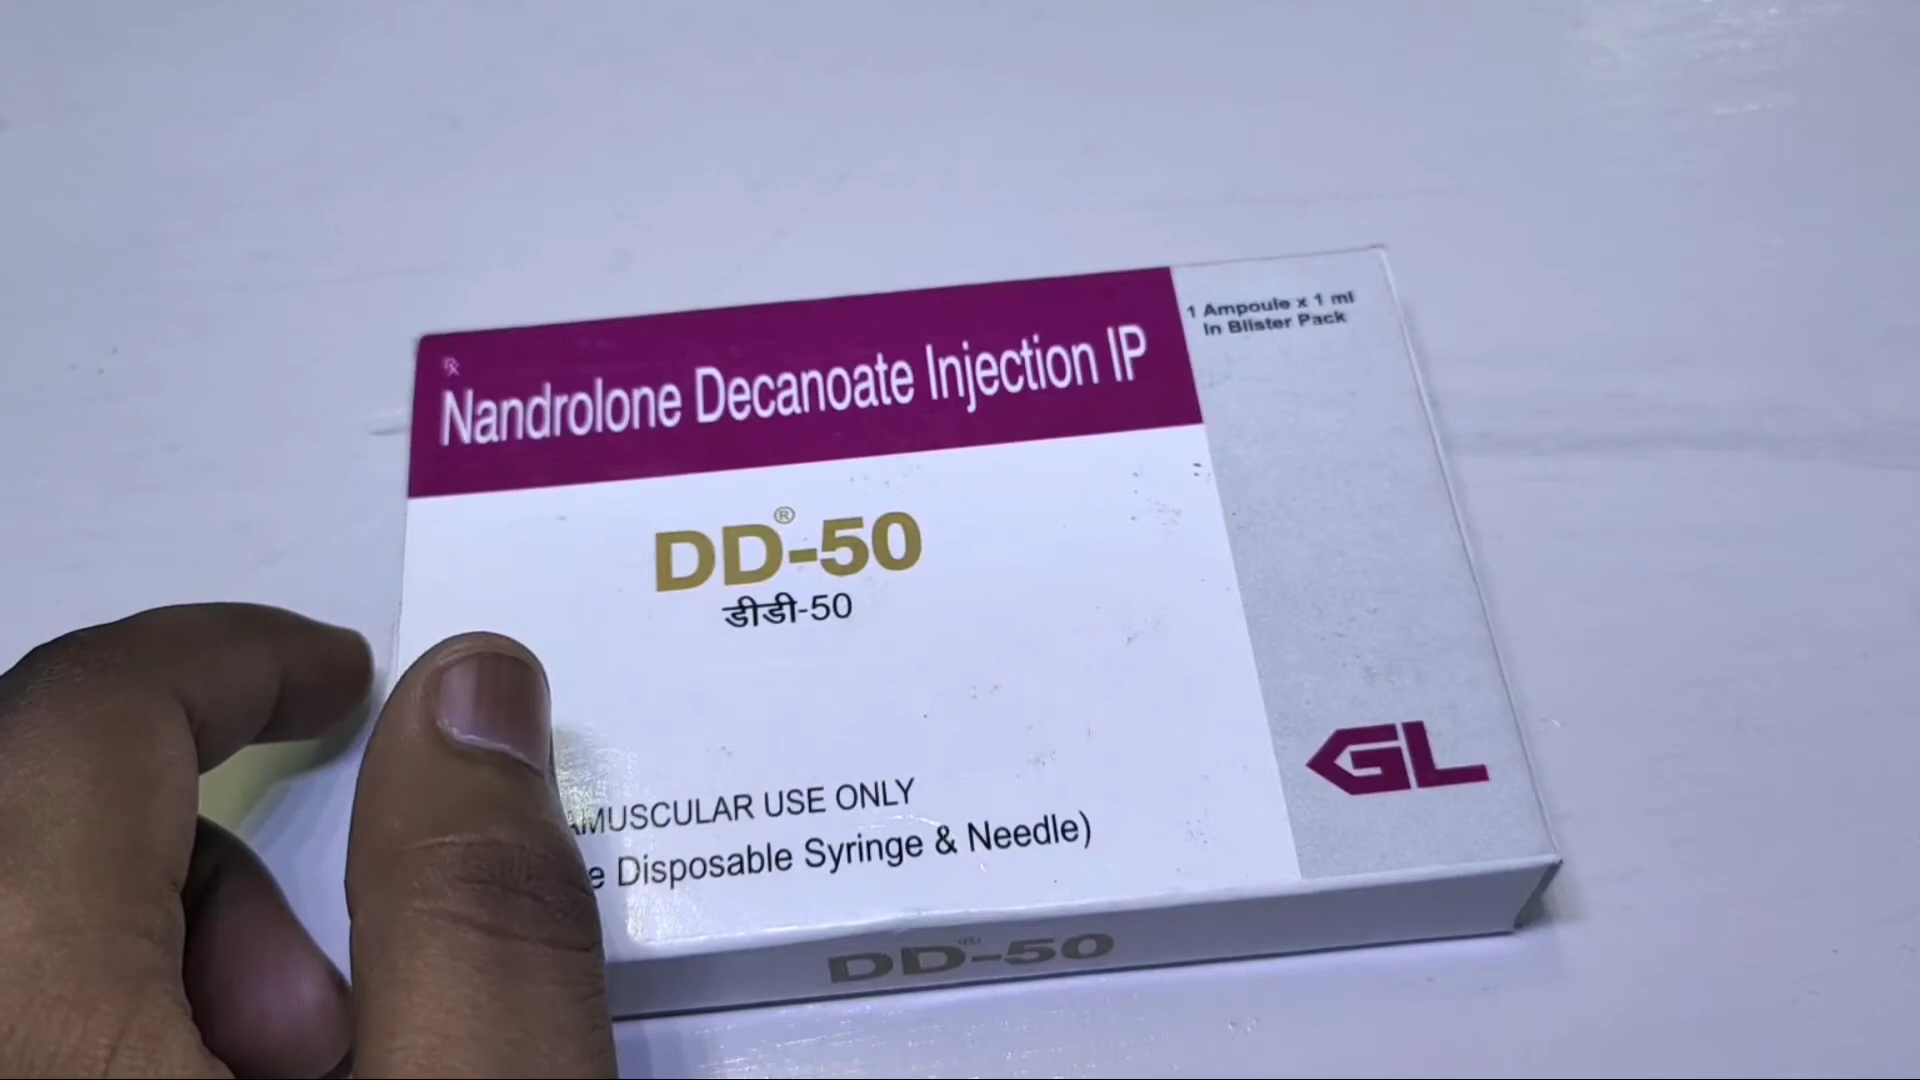 Rx
Nandrolone Decanoate Injection IP
1 Ampoule x 1 ml
In Blister Pack
DD®-50
डीडी-50
AMUSCULAR USE ONLY
e Disposable Syringe & Needle)
GL
DD®-50